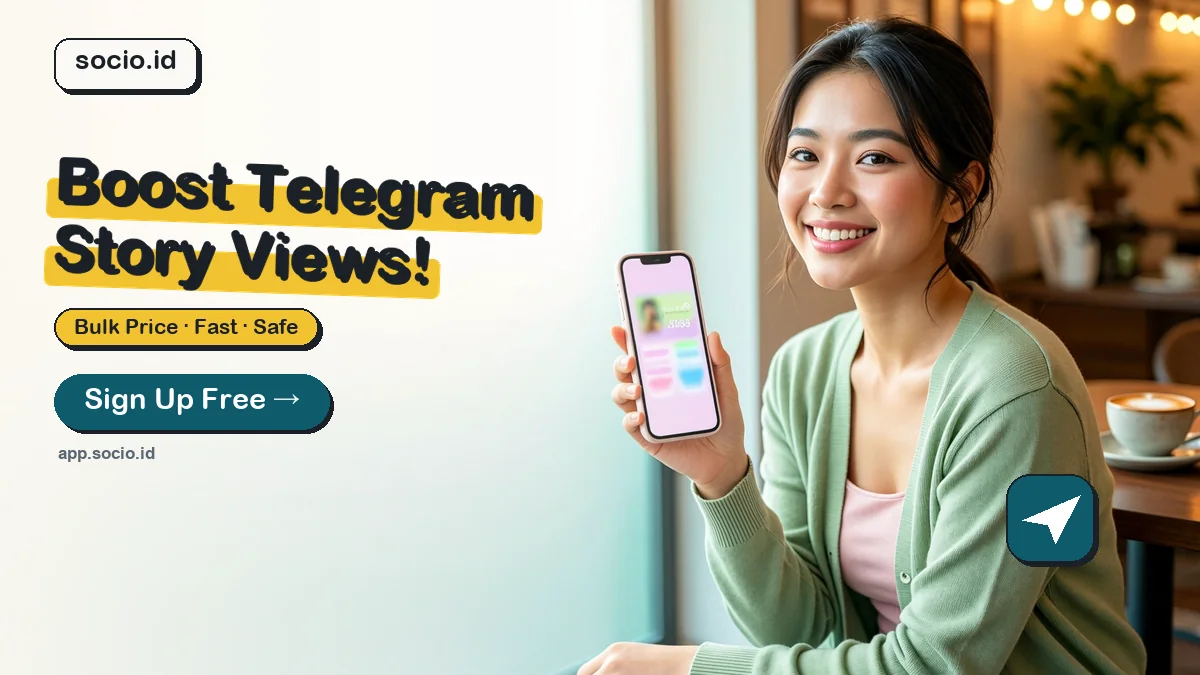 socio.id
Boost Telegram
Story Views!
Bulk Price · Fast · Safe
Sign Up Free →
app.socio.id